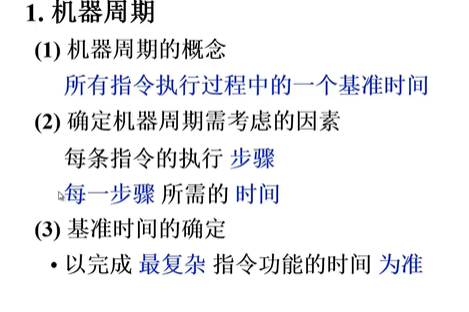 1. 机器周期
(1) 机器周期的概念
所有指令执行过程中的一个基准时间
(2) 确定机器周期需考虑的因素
每条指令的执行 步骤
每一步骤 所需的 时间
(3) 基准时间的确定
• 以完成 最复杂 指令功能的时间 为准